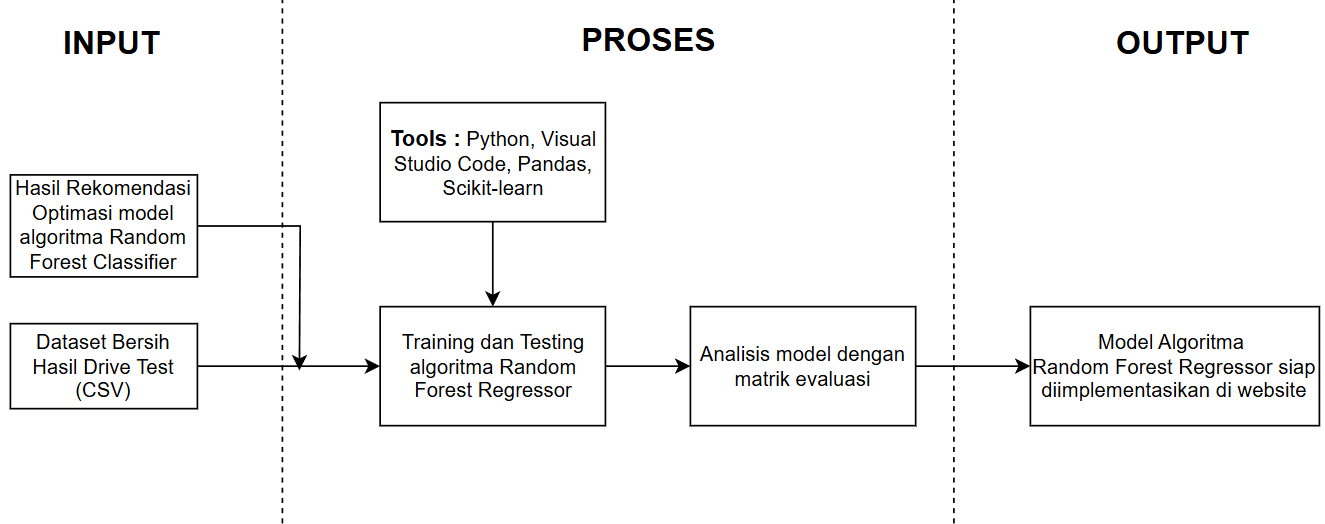 INPUT
PROSES
OUTPUT
Tools : Python, Visual
Studio Code, Pandas,
Scikit-learn
Hasil Rekomendasi
Optimasi model
algoritma Random
Forest Classifier
Dataset Bersih
Hasil Drive Test
(CSV)
Training dan Testing
algoritma Random
Forest Regressor
Analisis model dengan
matrik evaluasi
Model Algoritma
Random Forest Regressor siap
diimplementasikan di website